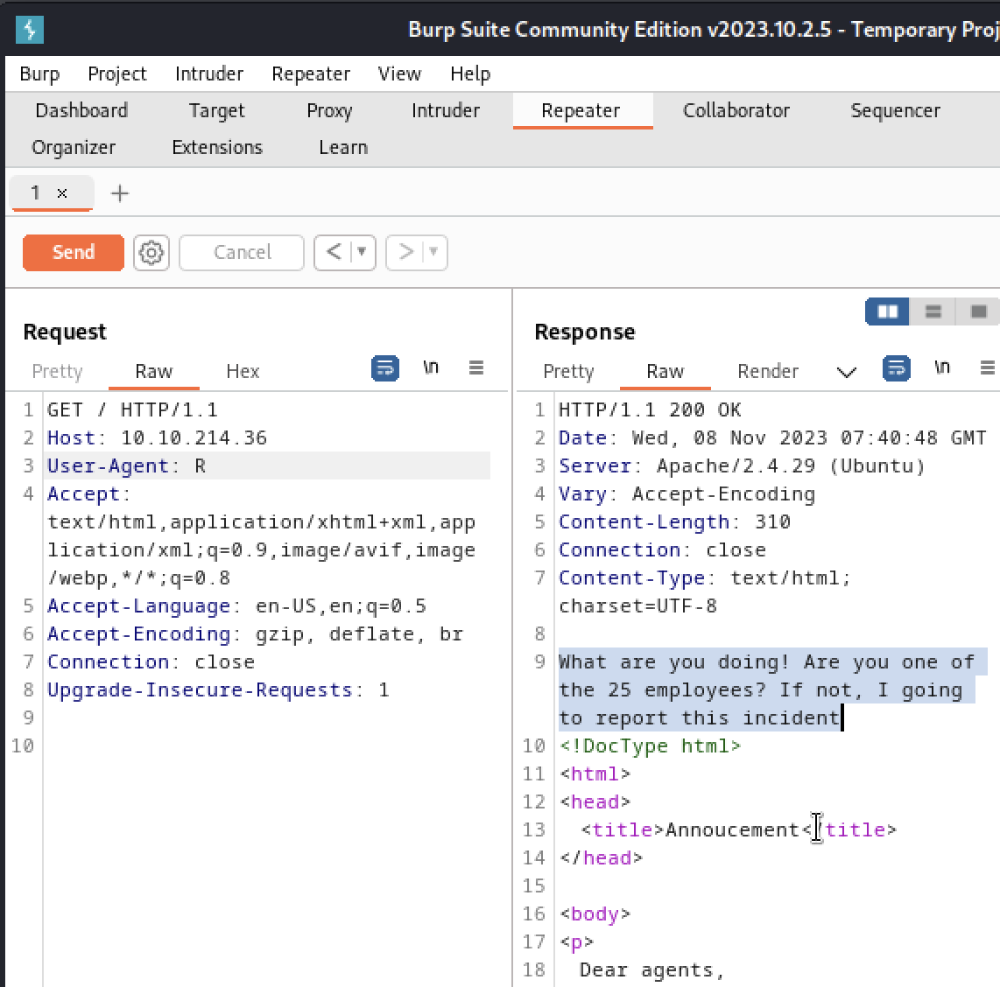 Burp Suite Community Edition v2023.10.2.5 - Temporary Proj
Burp Project Intruder Repeater View Help
Dashboard Target Proxy Intruder Repeater Collaborator Sequencer
Organizer Extensions Learn
1 × +
Send Cancel < ▼ > ▼
Request
Pretty Raw Hex \n
1 GET / HTTP/1.1
2 Host: 10.10.214.36
3 User-Agent: R
4 Accept:
text/html,application/xhtml+xml,app
lication/xml;q=0.9,image/avif,image
/webp,*/*;q=0.8
5 Accept-Language: en-US,en;q=0.5
6 Accept-Encoding: gzip, deflate, br
7 Connection: close
8 Upgrade-Insecure-Requests: 1
9
10
Response
Pretty Raw Render \n
1 HTTP/1.1 200 OK
2 Date: Wed, 08 Nov 2023 07:40:48 GMT
3 Server: Apache/2.4.29 (Ubuntu)
4 Vary: Accept-Encoding
5 Content-Length: 310
6 Connection: close
7 Content-Type: text/html;
charset=UTF-8
8
9 What are you doing! Are you one of
the 25 employees? If not, I going
to report this incident
10 <!DocType html>
11 <html>
12 <head>
13 <title>Annoucement</title>
14 </head>
15
16 <body>
17 <p>
18 Dear agents,